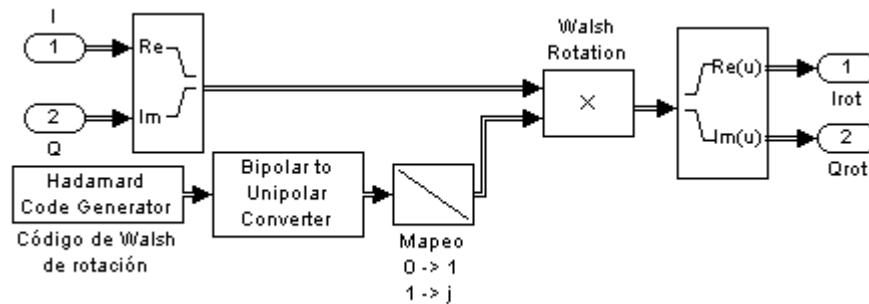 I
1
Re
Im
2
Q
Hadamard
Code Generator
Código de Walsh
de rotación
Bipolar to
Unipolar
Converter
Mapeo
0 -> 1
1 -> j
Walsh
Rotation
×
Re(u)
Im(u)
1
Irot
2
Qrot